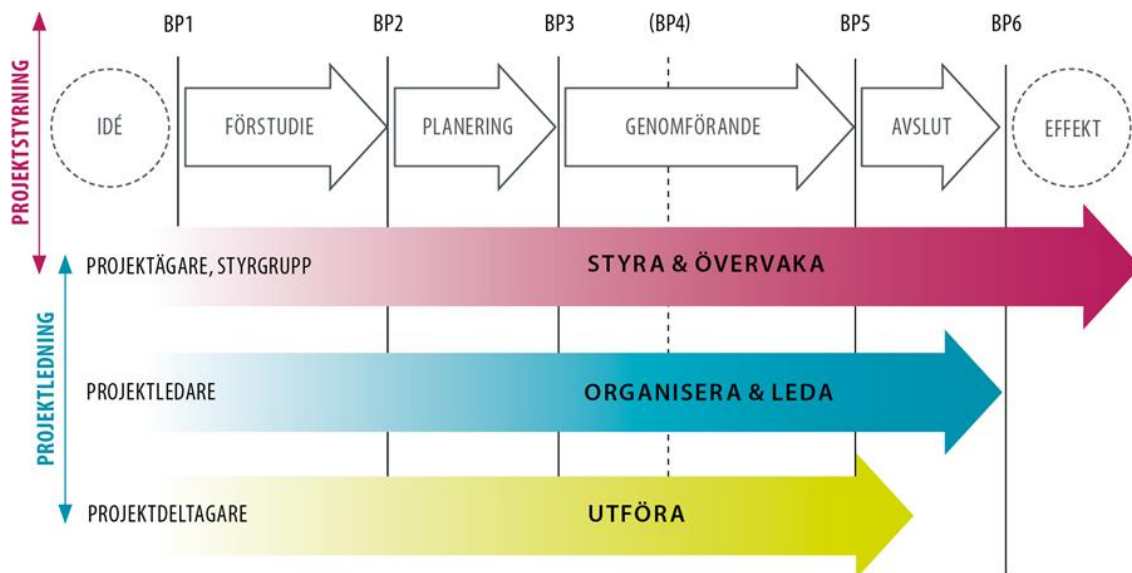 BP1 BP2 BP3 (BP4) BP5 BP6
PROJEKTSTYRNING
IDÉ FÖRSTUDIE PLANERING GENOMFÖRANDE AVSLUT EFFEKT
PROJEKTÄGARE, STYRGRUPP STYRA & ÖVERVAKA
PROJEKTLEDNING
PROJEKTLEDARE ORGANISERA & LEDA
PROJEKTDELTAGARE UTFÖRA